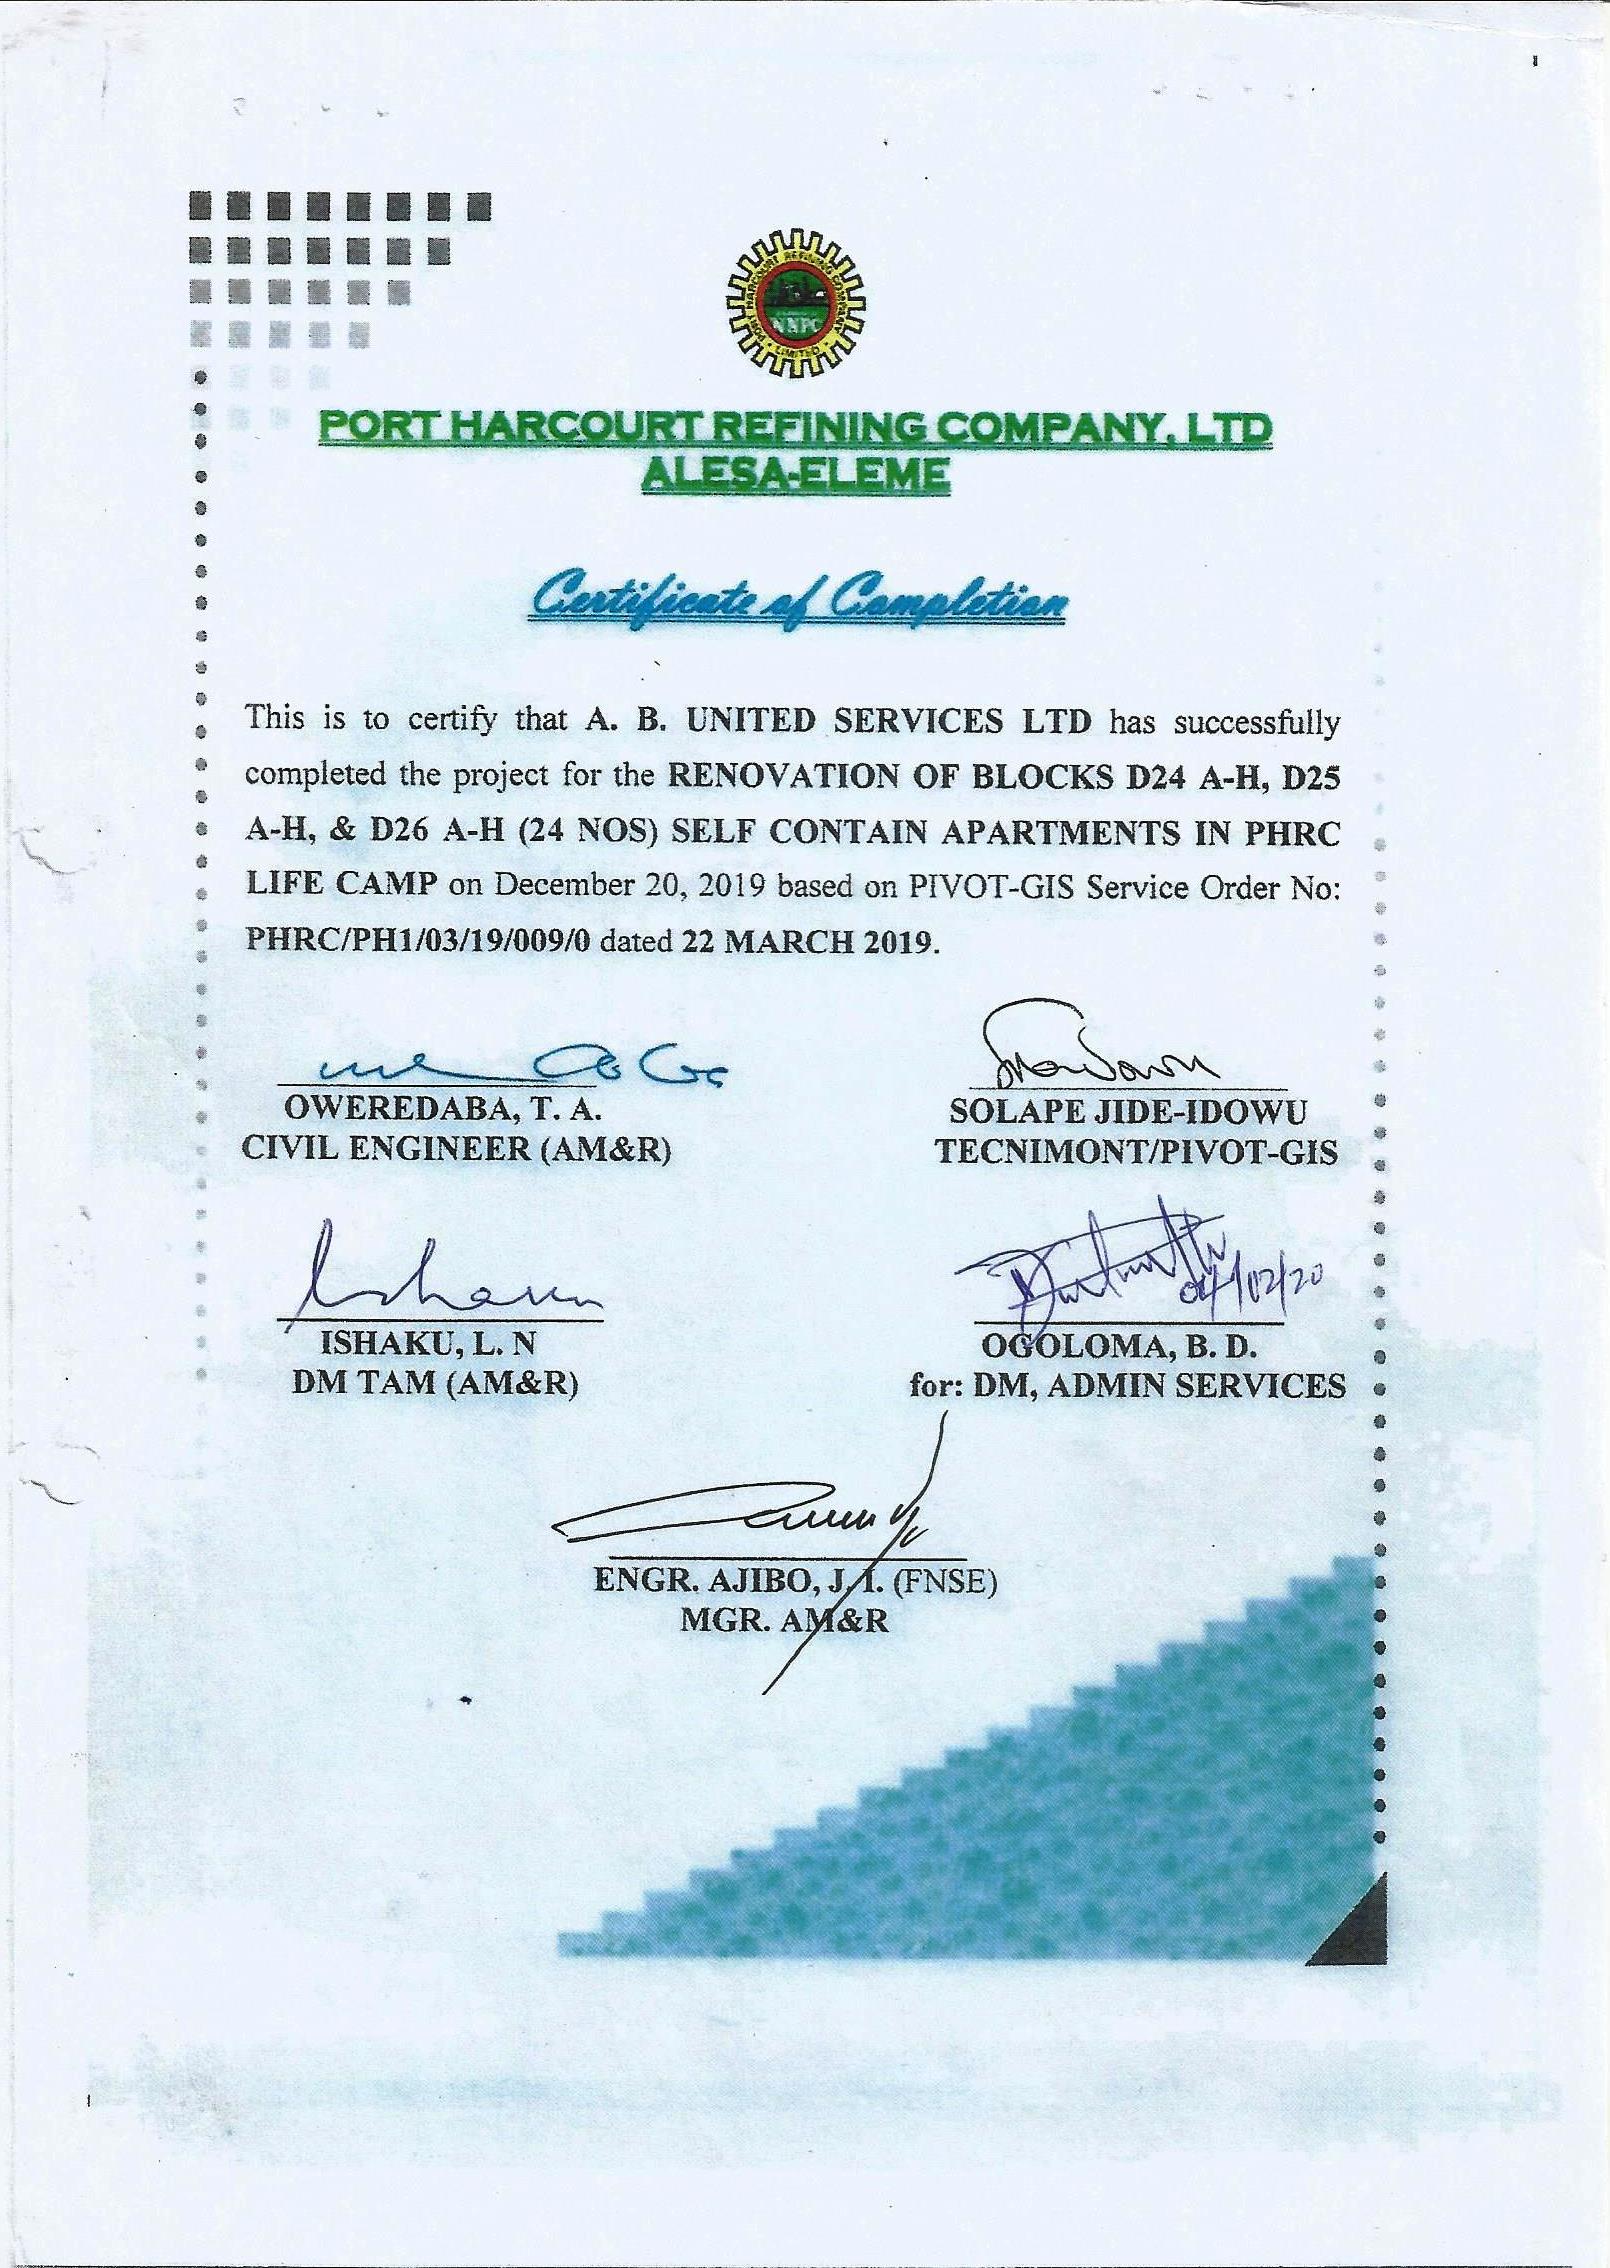 PORT HARCOURT REFINING COMPANY
LIMITED
NNPC
PORT HARCOURT REFINING COMPANY, LTD
ALESA-ELEME
Certificate of Completion
This is to certify that A. B. UNITED SERVICES LTD has successfully
completed the project for the RENOVATION OF BLOCKS D24 A-H, D25
A-H, & D26 A-H (24 NOS) SELF CONTAIN APARTMENTS IN PHRC
LIFE CAMP on December 20, 2019 based on PIVOT-GIS Service Order No:
PHRC/PH1/03/19/009/0 dated 22 MARCH 2019.
OWEREDABA, T. A.
CIVIL ENGINEER (AM&R)
SOLAPE JIDE-IDOWU
TECNIMONT/PIVOT-GIS
04/02/20
ISHAKU, L. N
DM TAM (AM&R)
OGOLOMA, B. D.
for: DM, ADMIN SERVICES
ENGR. AJIBO, J. I. (FNSE)
MGR. AM&R